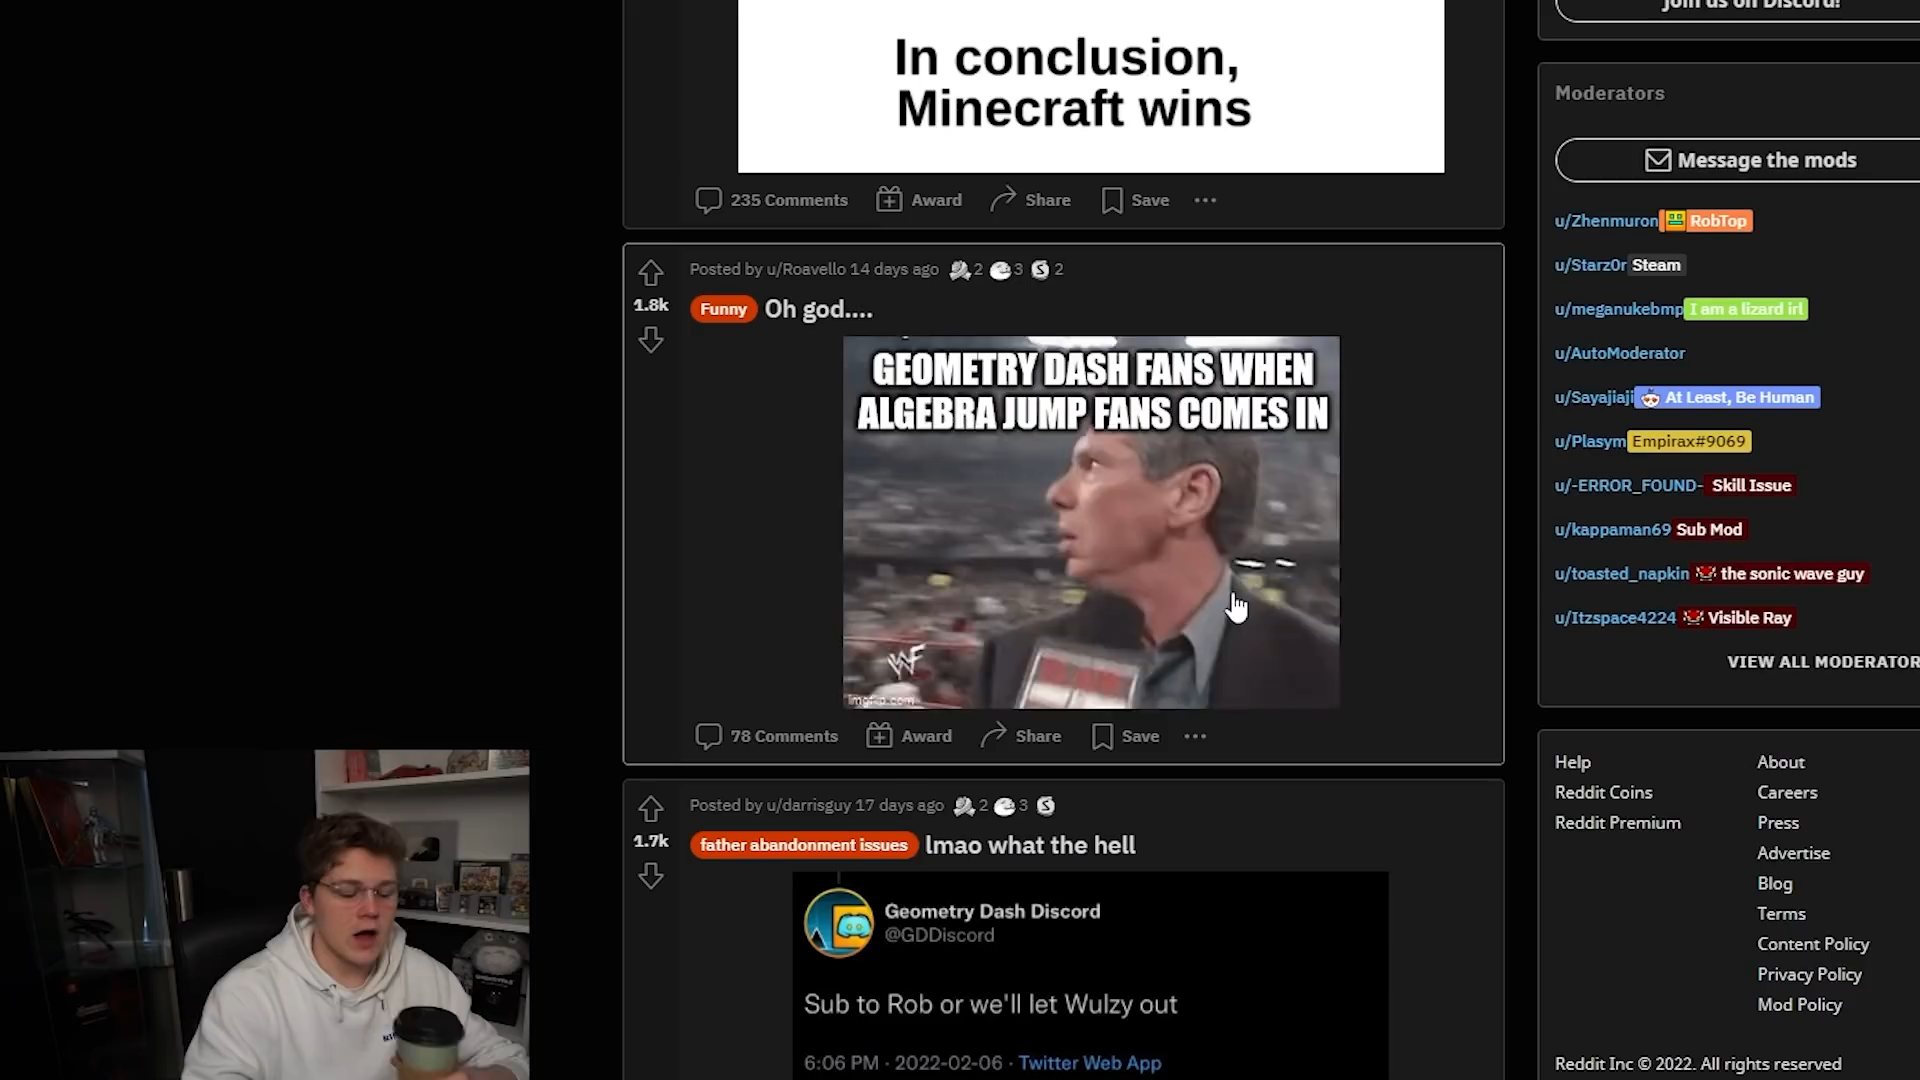 Join us on Discord!
In conclusion,
Minecraft wins
235 Comments
Award
Share
Save
Posted by u/Roavello 14 days ago
2
3
2
1.8k
Funny
Oh god....
GEOMETRY DASH FANS WHEN
ALGEBRA JUMP FANS COMES IN
WF
imgflip.com
78 Comments
Award
Share
Save
Posted by u/darrisguy 17 days ago
2
3
1.7k
father abandonment issues
lmao what the hell
Geometry Dash Discord
@GDDiscord
Sub to Rob or we'll let Wulzy out
6:06 PM · 2022-02-06 · Twitter Web App
Moderators
Message the mods
u/Zhenmuron RobTop
u/Starz0r Steam
u/meganukebmp I am a lizard irl
u/AutoModerator
u/Sayajiaji At Least, Be Human
u/Plasym Empirax#9069
u/-ERROR_FOUND- Skill Issue
u/kappaman69 Sub Mod
u/toasted_napkin the sonic wave guy
u/Itzspace4224 Visible Ray
VIEW ALL MODERATOR
Help
Reddit Coins
Reddit Premium
About
Careers
Press
Advertise
Blog
Terms
Content Policy
Privacy Policy
Mod Policy
Reddit Inc © 2022. All rights reserved